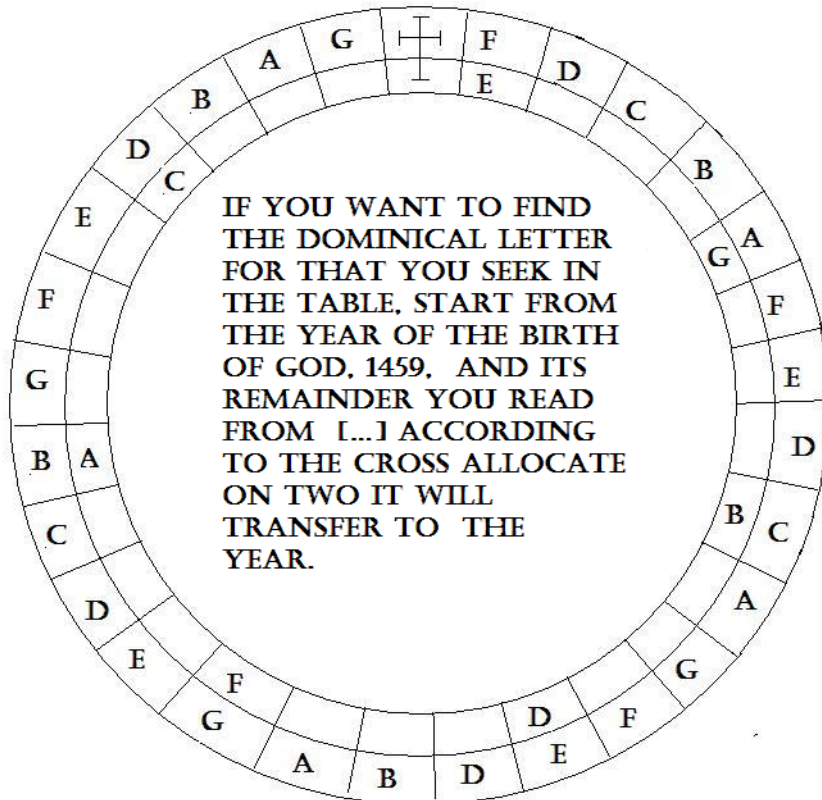 F D C B A F E D C A G F E D B A G E D C B G F E D B A G
E G B D F A C
IF YOU WANT TO FIND
THE DOMINICAL LETTER
FOR THAT YOU SEEK IN
THE TABLE, START FROM
THE YEAR OF THE BIRTH
OF GOD, 1459, AND ITS
REMAINDER YOU READ
FROM [...] ACCORDING
TO THE CROSS ALLOCATE
ON TWO IT WILL
TRANSFER TO THE
YEAR.